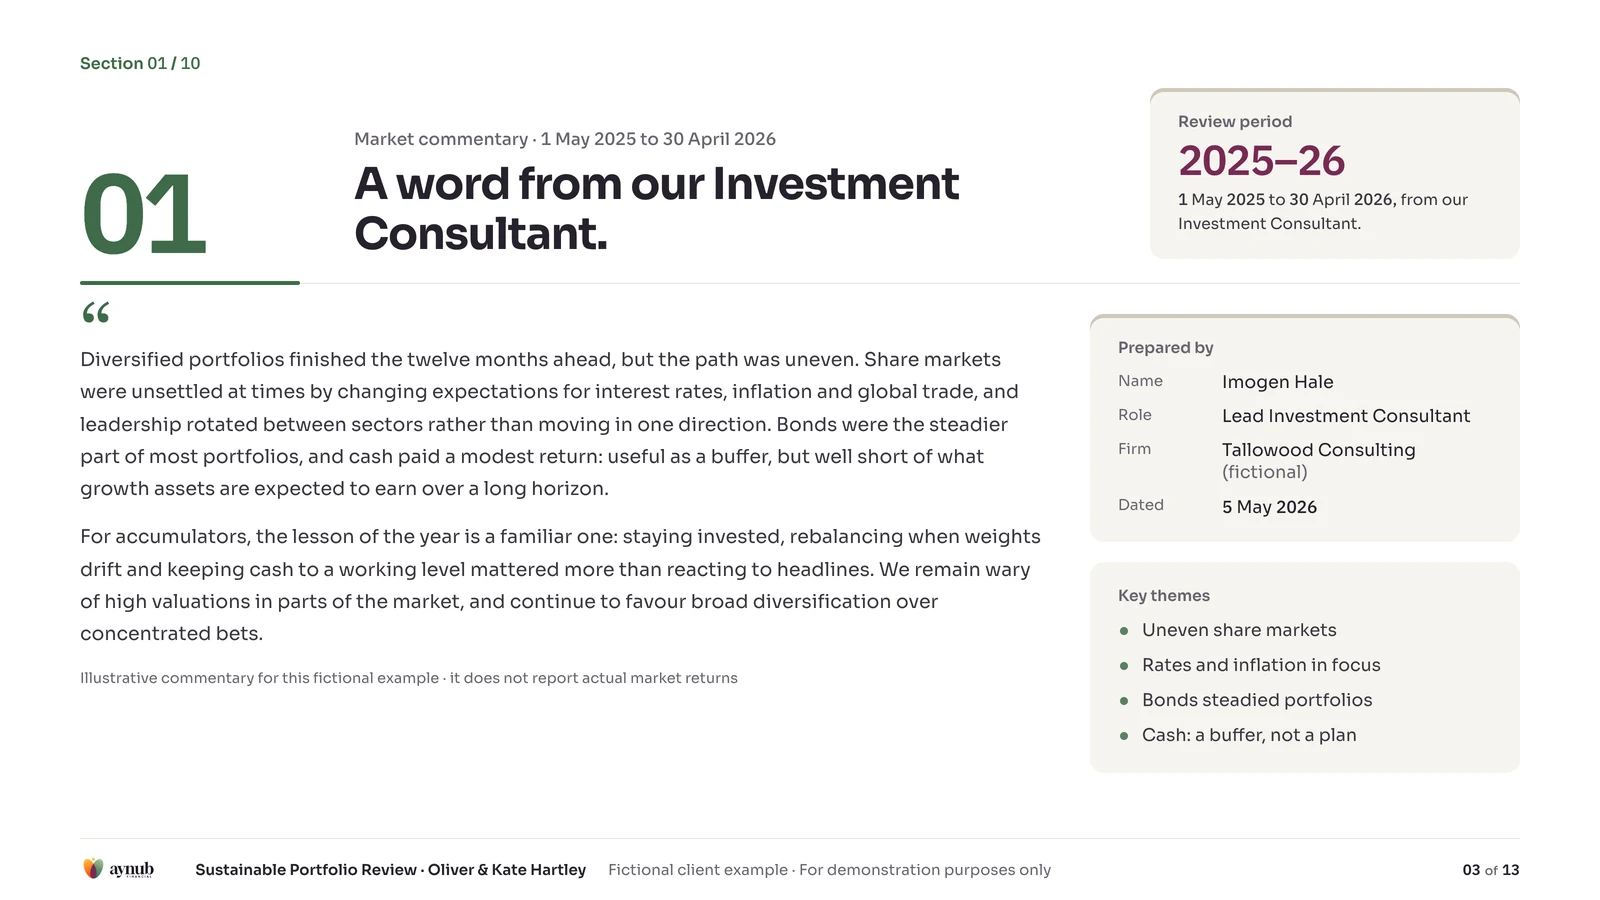 Section 01 / 10
01
Market commentary · 1 May 2025 to 30 April 2026
A word from our Investment
Consultant.
Review period
2025–26
1 May 2025 to 30 April 2026, from our
Investment Consultant.
“
Diversified portfolios finished the twelve months ahead, but the path was uneven. Share markets
were unsettled at times by changing expectations for interest rates, inflation and global trade, and
leadership rotated between sectors rather than moving in one direction. Bonds were the steadier
part of most portfolios, and cash paid a modest return: useful as a buffer, but well short of what
growth assets are expected to earn over a long horizon.
For accumulators, the lesson of the year is a familiar one: staying invested, rebalancing when weights
drift and keeping cash to a working level mattered more than reacting to headlines. We remain wary
of high valuations in parts of the market, and continue to favour broad diversification over
concentrated bets.
Illustrative commentary for this fictional example · it does not report actual market returns
Prepared by
Name Imogen Hale
Role Lead Investment Consultant
Firm Tallowood Consulting
(fictional)
Dated 5 May 2026
Key themes
Uneven share markets
Rates and inflation in focus
Bonds steadied portfolios
Cash: a buffer, not a plan
aynub
FINANCIAL
Sustainable Portfolio Review · Oliver & Kate Hartley Fictional client example · For demonstration purposes only
03 of 13